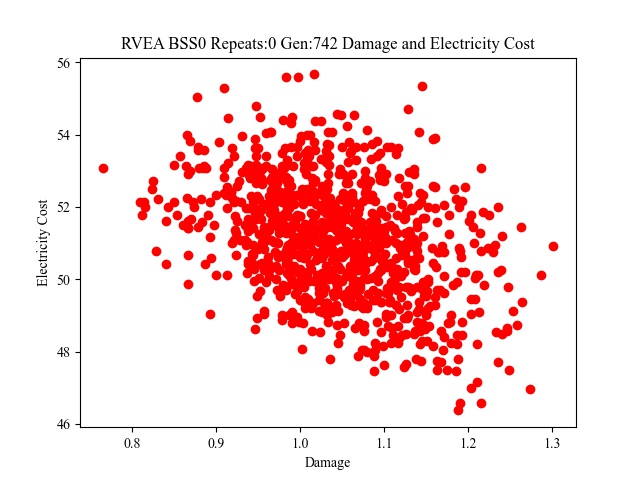 RVEA BSS0 Repeats:0 Gen:742 Damage and Electricity Cost
56
54
52
50
48
46
Electricity Cost
0.8 0.9 1.0 1.1 1.2 1.3
Damage